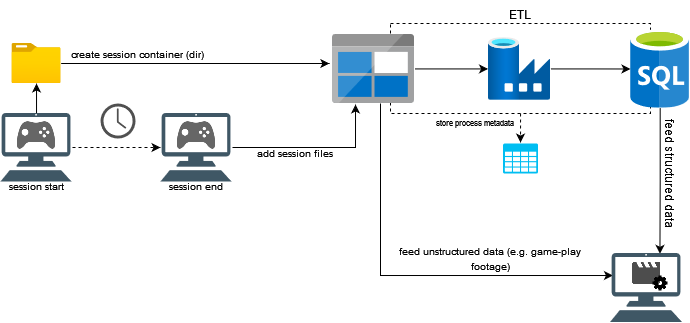 ETL
create session container (dir)
SQL
store process metadata
add session files
session start
session end
feed structured data
feed unstructured data (e.g. game-play
footage)